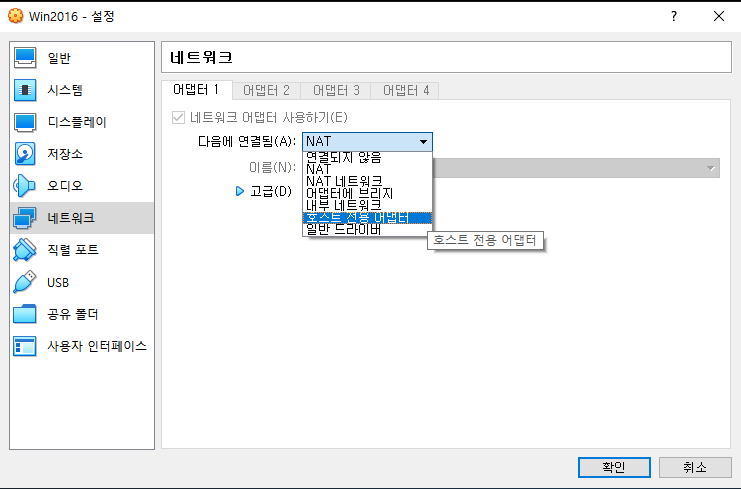 Win2016 - 설정
?
일반
시스템
디스플레이
저장소
오디오
네트워크
직렬 포트
USB
공유 폴더
사용자 인터페이스
네트워크
어댑터 1 어댑터 2 어댑터 3 어댑터 4
네트워크 어댑터 사용하기(E)
다음에 연결됨(A): NAT
이름(N):
고급(D)
연결되지 않음
NAT
NAT 네트워크
어댑터에 브리지
내부 네트워크
호스트 전용 어댑터
일반 드라이버
호스트 전용 어댑터
확인 취소